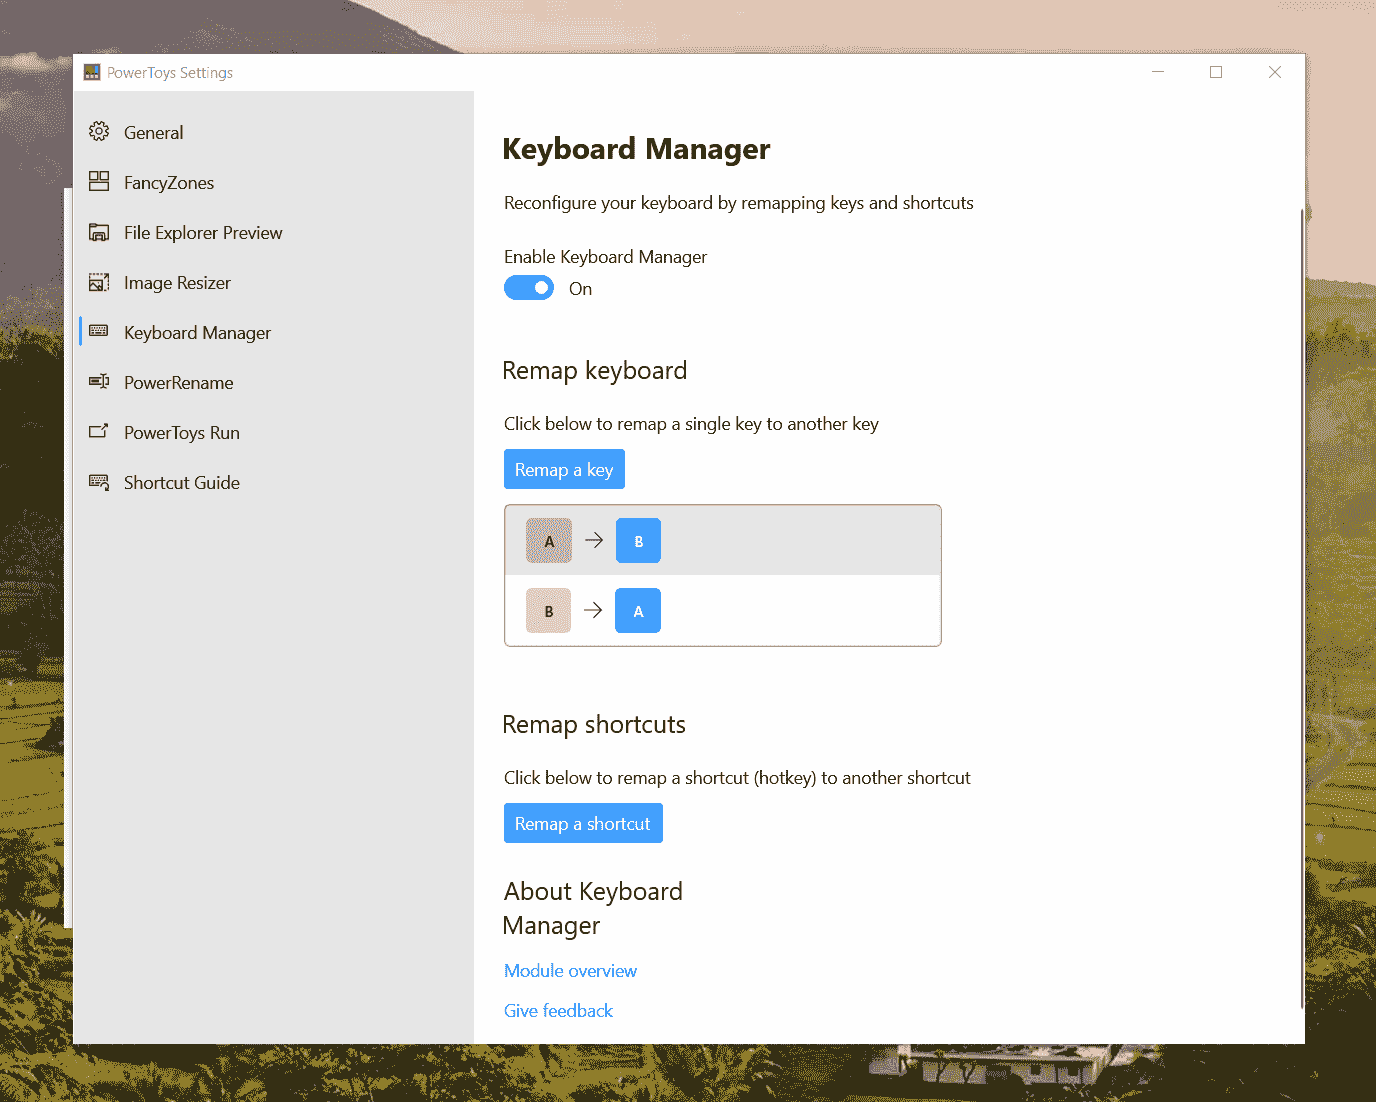 PowerToys Settings
General
FancyZones
File Explorer Preview
Image Resizer
Keyboard Manager
PowerRename
PowerToys Run
Shortcut Guide
Keyboard Manager
Reconfigure your keyboard by remapping keys and shortcuts
Enable Keyboard Manager
On
Remap keyboard
Click below to remap a single key to another key
Remap a key
A → B
B → A
Remap shortcuts
Click below to remap a shortcut (hotkey) to another shortcut
Remap a shortcut
About Keyboard
Manager
Module overview
Give feedback